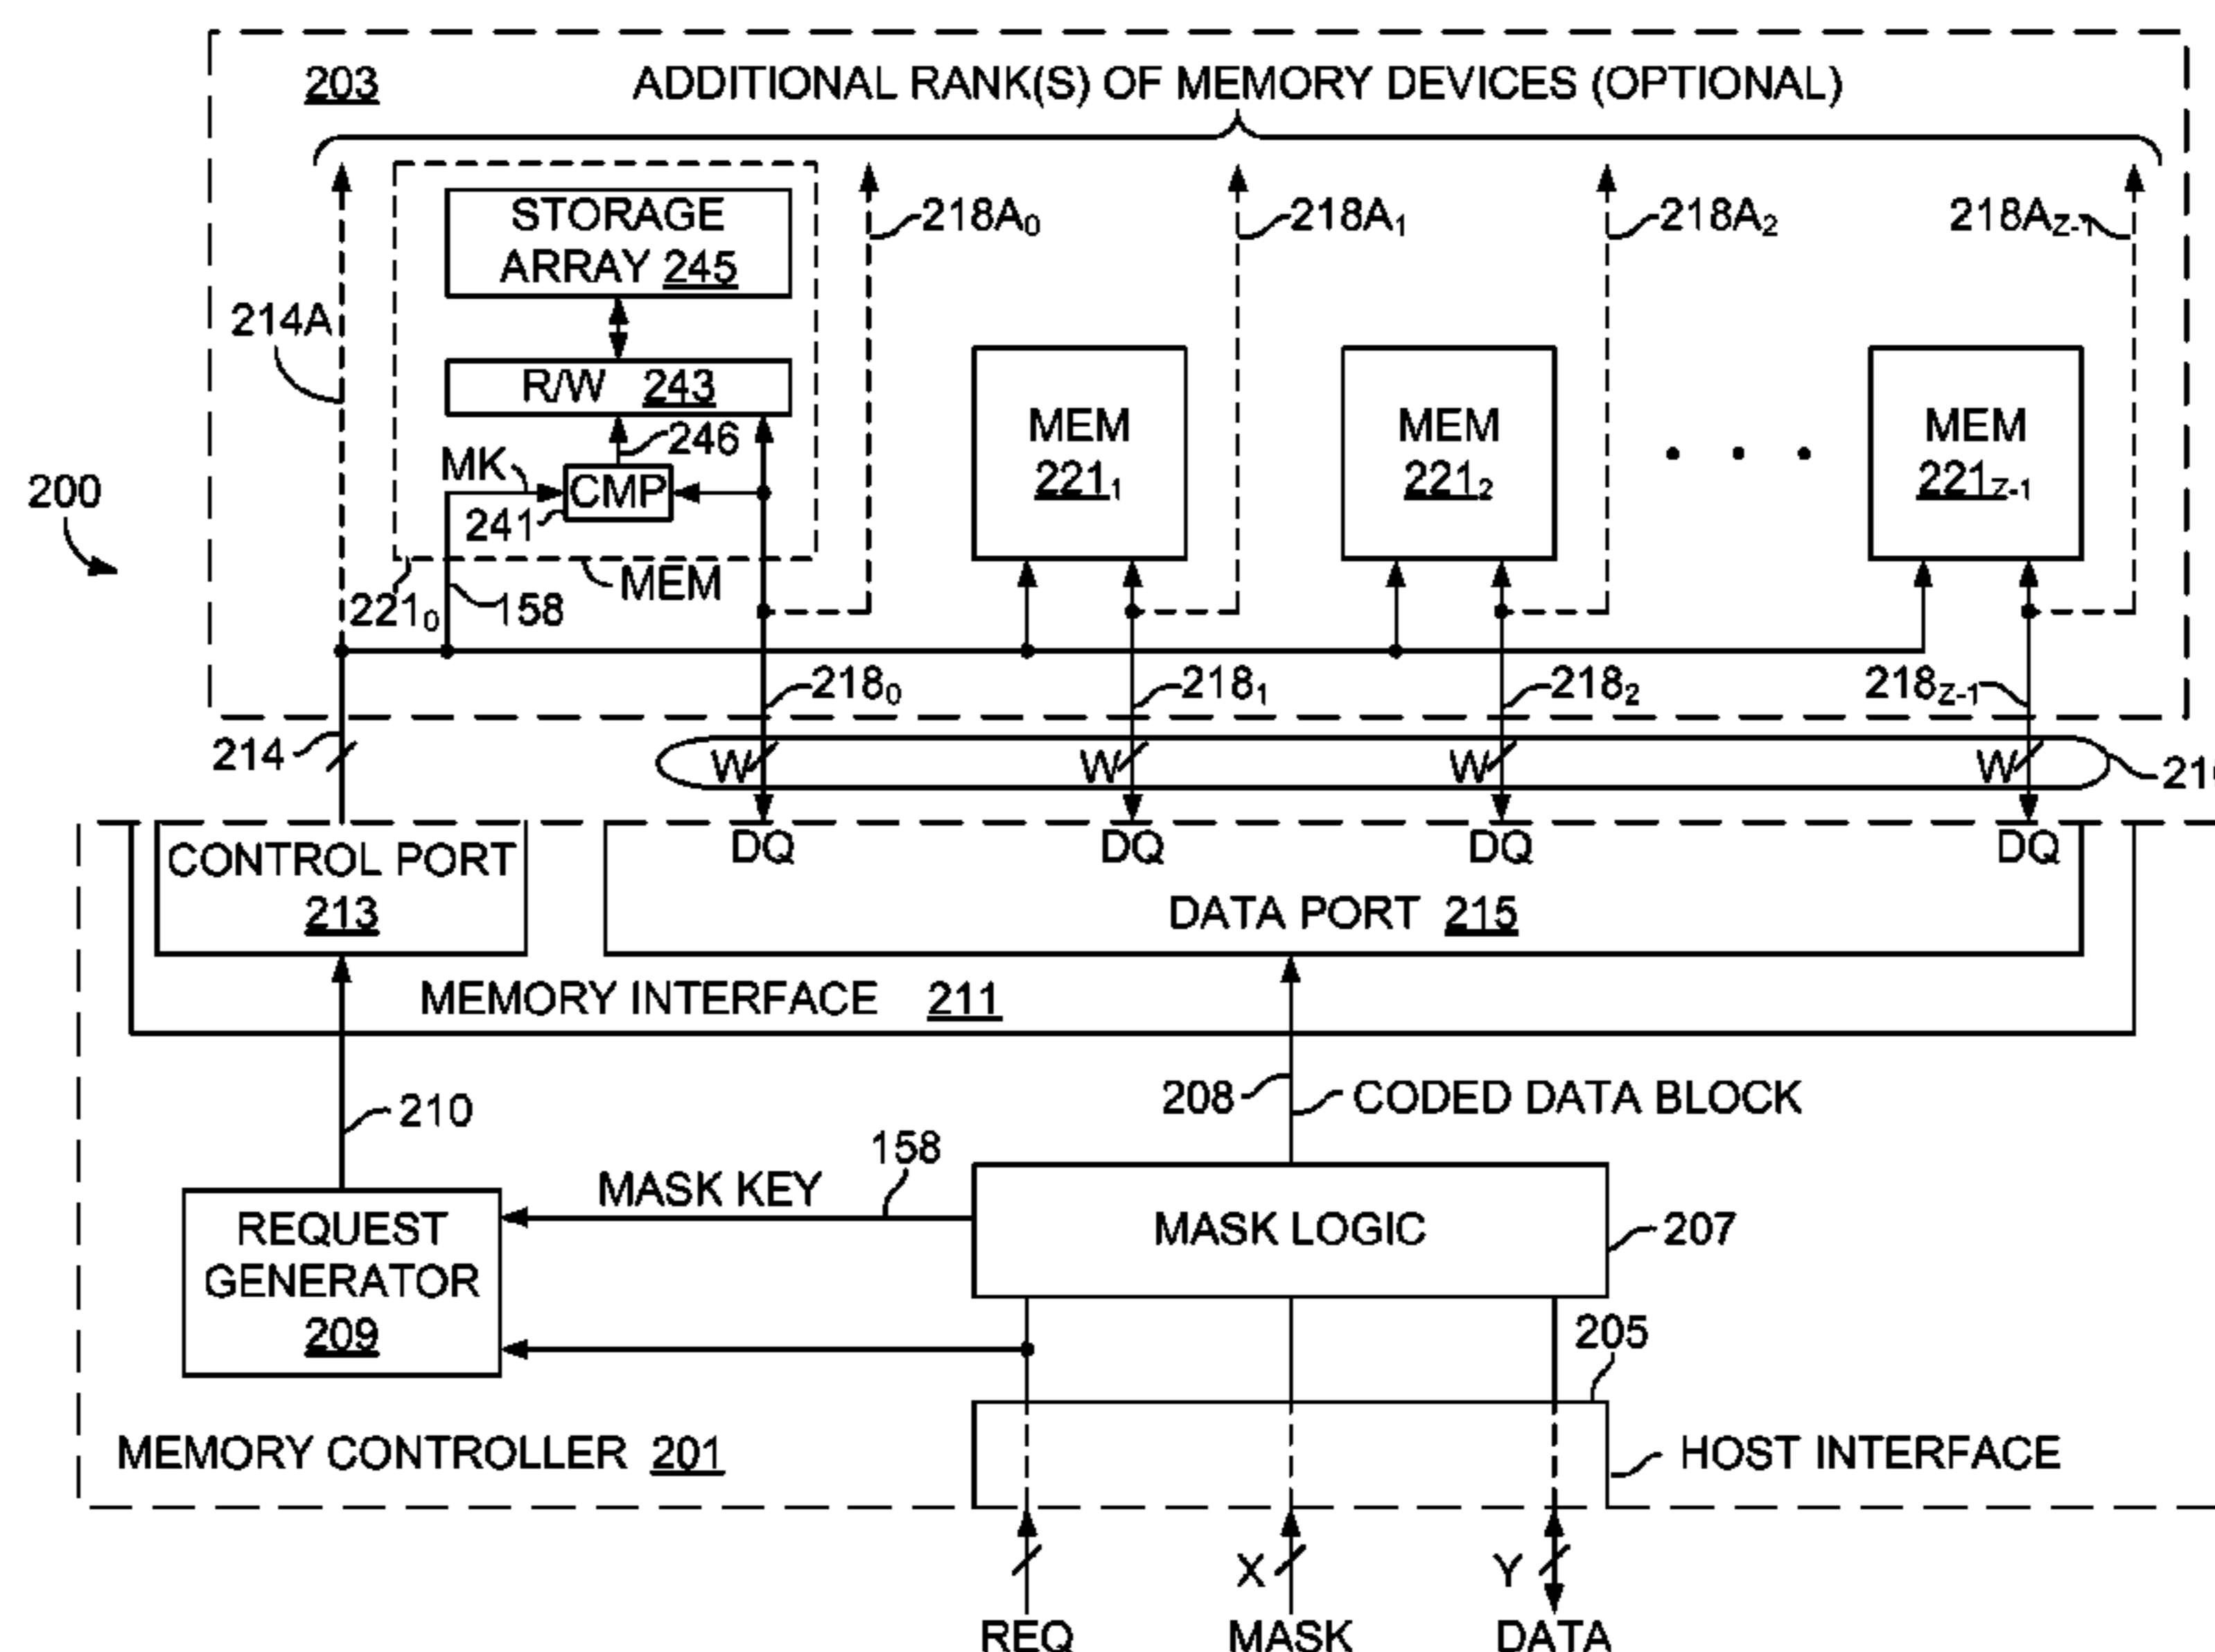 203 ADDITIONAL RANK(S) OF MEMORY DEVICES (OPTIONAL)
STORAGE
ARRAY 245
218A₀
218A₁
218A₂
218A_{Z-1}
214A
R/W 243
246
MK
CMP
241
MEM
221₁
MEM
221₂
. . .
MEM
221_{Z-1}
200
221₀
158
MEM
218₀
218₁
218₂
218_{Z-1}
214
W
W
W
W
CONTROL PORT
213
DQ
DQ
DQ
DQ
DATA PORT 215
MEMORY INTERFACE 211
210
208
CODED DATA BLOCK
158
MASK KEY
REQUEST
GENERATOR
209
MASK LOGIC
207
205
MEMORY CONTROLLER 201
HOST INTERFACE
X
Y
REQ
MASK
DATA